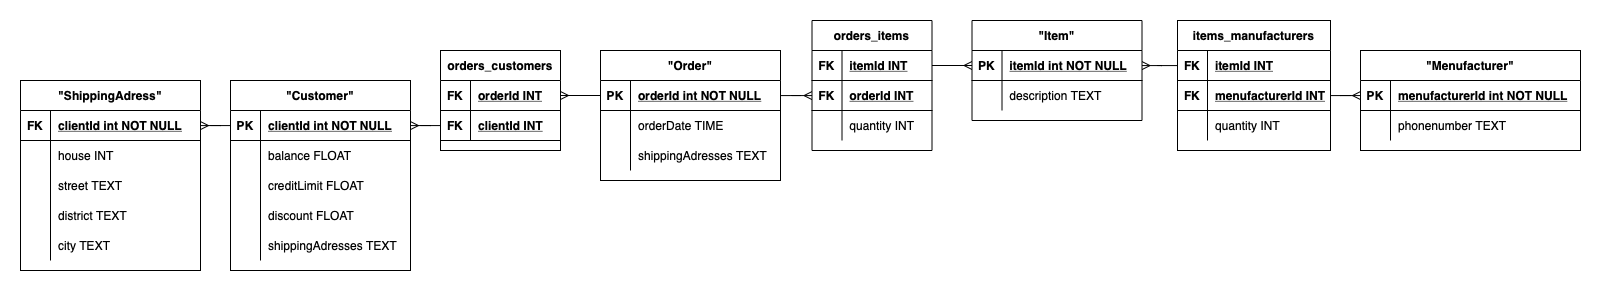 "ShippingAdress"
FK clientId int NOT NULL
house INT
street TEXT
district TEXT
city TEXT
"Customer"
PK clientId int NOT NULL
balance FLOAT
creditLimit FLOAT
discount FLOAT
shippingAdresses TEXT
orders_customers
FK orderId INT
FK clientId INT
"Order"
PK orderId int NOT NULL
orderDate TIME
shippingAdresses TEXT
orders_items
FK itemId INT
FK orderId INT
quantity INT
"Item"
PK itemId int NOT NULL
description TEXT
items_manufacturers
FK itemId INT
FK menufacturerId INT
quantity INT
"Menufacturer"
PK menufacturerId int NOT NULL
phonenumber TEXT